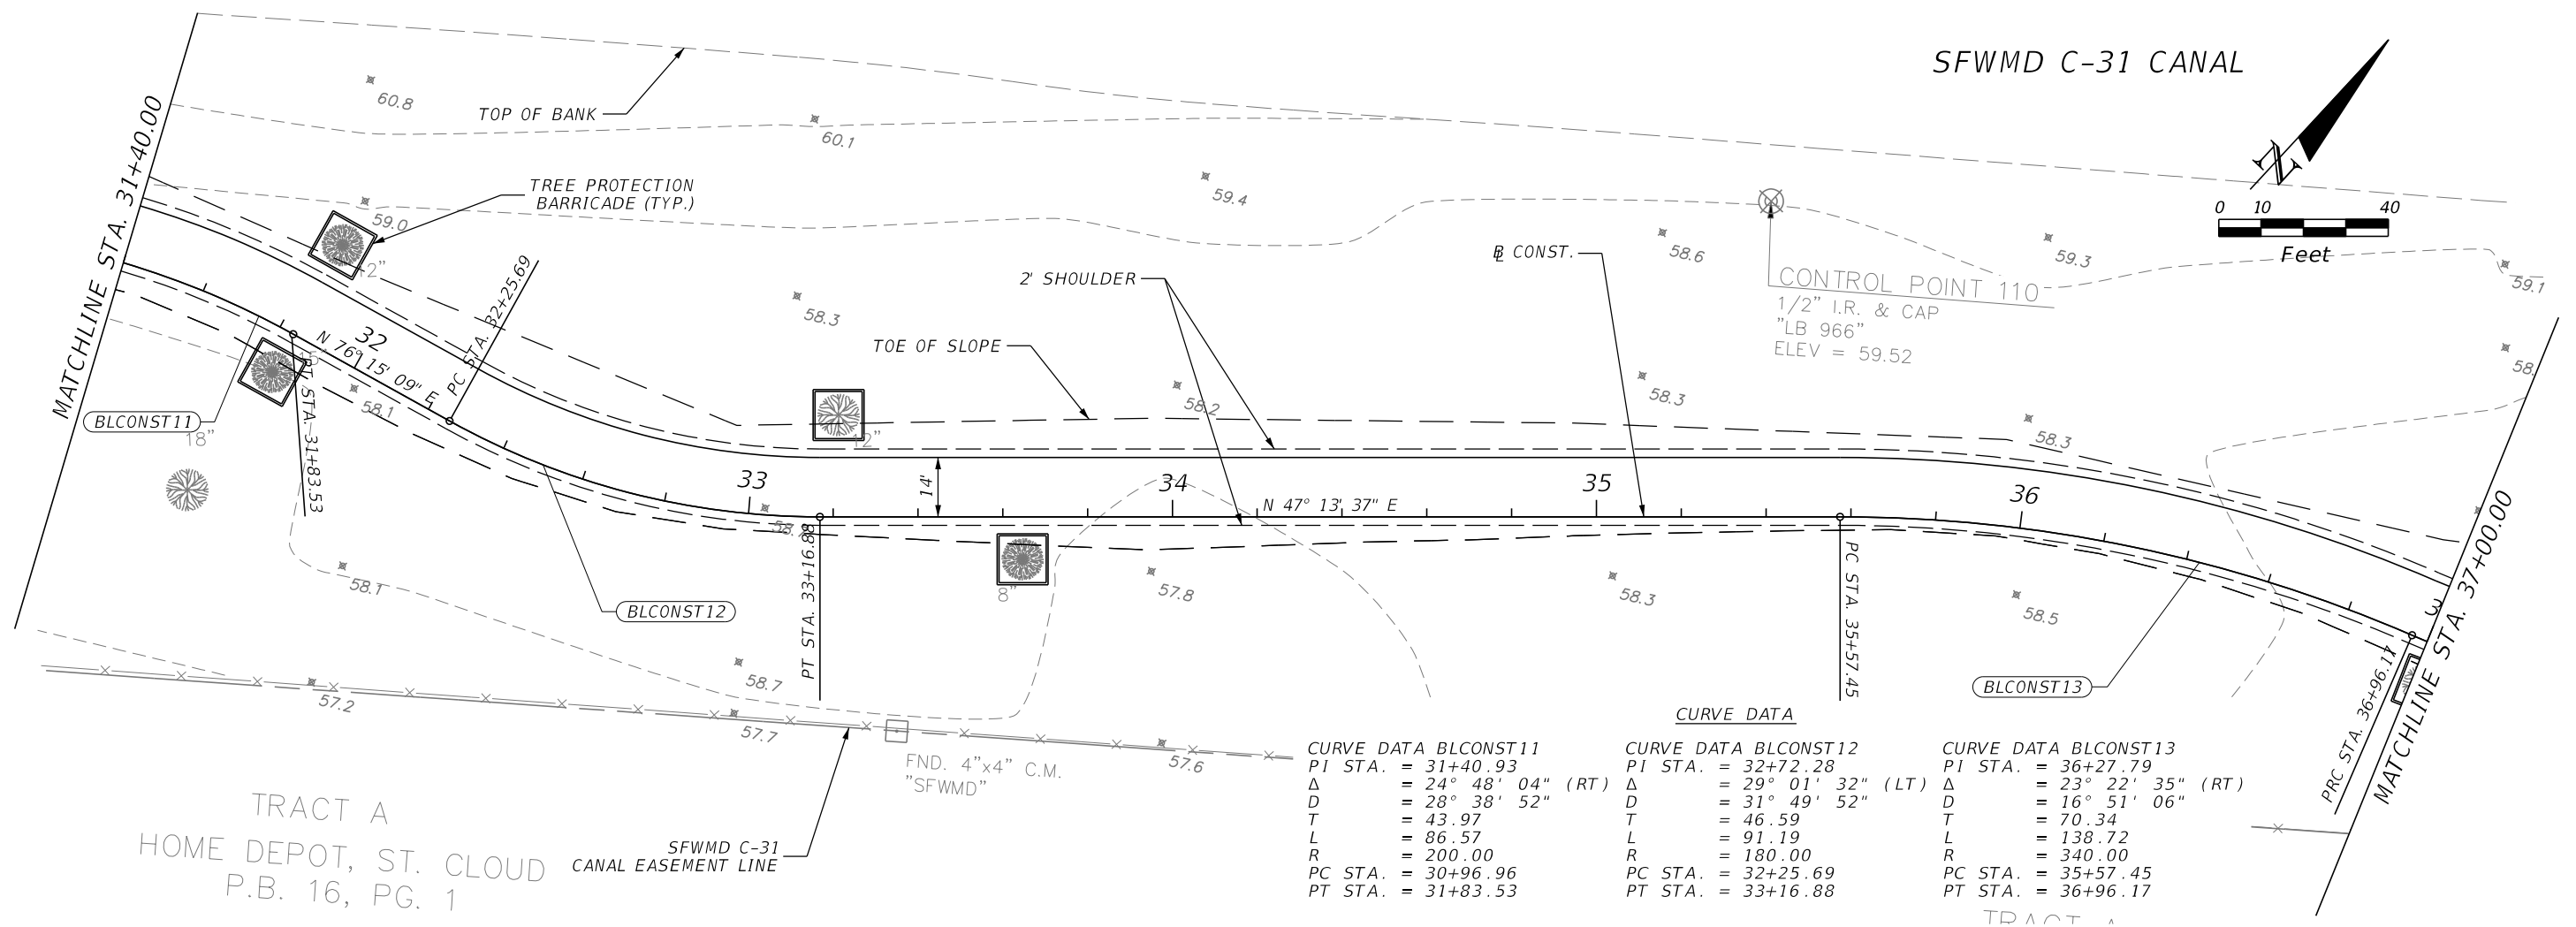 SFWMD C-31 CANAL
N
0 10 40
Feet
MATCHLINE STA. 31+40.00
TOP OF BANK
60.8
60.1
59.4
TREE PROTECTION
BARRICADE (TYP.)
59.0
12"
58.6
59.3
59.1
2' SHOULDER
BL CONST.
CONTROL POINT 110
1/2" I.R. & CAP
"LB 966"
ELEV = 59.52
58.3
TOE OF SLOPE
PC STA. 32+25.69
32
N 76° 15' 09" E
58.1
58.2
58.3
58.3
58.
BLCONST11
18"
PT STA. 31+83.53
12"
14'
33
34
35
36
3
N 47° 13' 37" E
58.1
BLCONST12
PT STA. 33+16.88
8"
57.8
58.3
58.5
PC STA. 35+57.45
BLCONST13
PRC STA. 36+96.17
MATCHLINE STA. 37+00.00
57.2
58.7
57.7
57.6
FND. 4"x4" C.M.
"SFWMD"
SFWMD C-31
CANAL EASEMENT LINE
TRACT A
HOME DEPOT, ST. CLOUD
P.B. 16, PG. 1
CURVE DATA
CURVE DATA BLCONST11
PI STA. = 31+40.93
Δ = 24° 48' 04" (RT)
D = 28° 38' 52"
T = 43.97
L = 86.57
R = 200.00
PC STA. = 30+96.96
PT STA. = 31+83.53
CURVE DATA BLCONST12
PI STA. = 32+72.28
Δ = 29° 01' 32" (LT)
D = 31° 49' 52"
T = 46.59
L = 91.19
R = 180.00
PC STA. = 32+25.69
PT STA. = 33+16.88
CURVE DATA BLCONST13
PI STA. = 36+27.79
Δ = 23° 22' 35" (RT)
D = 16° 51' 06"
T = 70.34
L = 138.72
R = 340.00
PC STA. = 35+57.45
PT STA. = 36+96.17
TRACT A